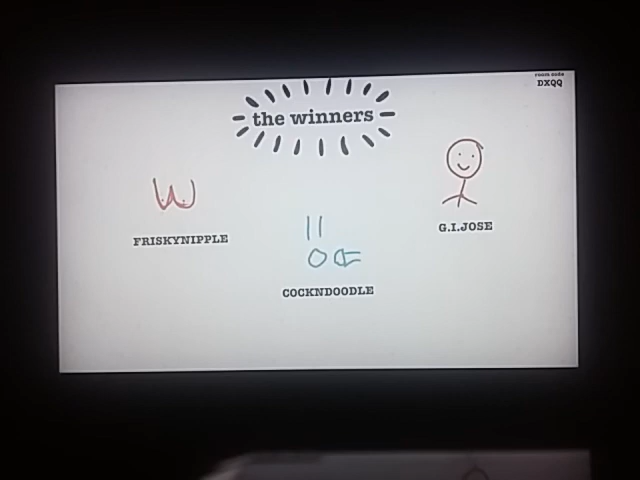 room code
DXQQ
the winners
FRISKYNIPPLE
G.I.JOSE
COCKNDOODLE